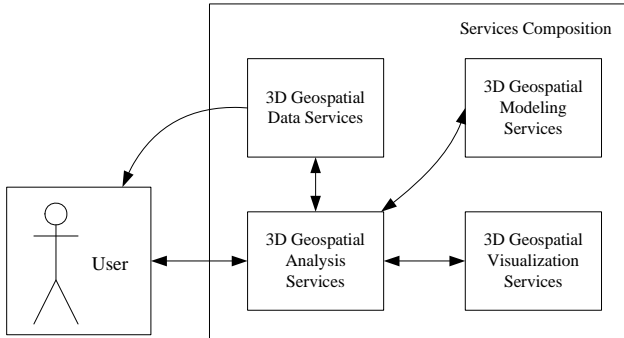 Services Composition
3D Geospatial
Data Services
3D Geospatial
Modeling
Services
User
3D Geospatial
Analysis
Services
3D Geospatial
Visualization
Services